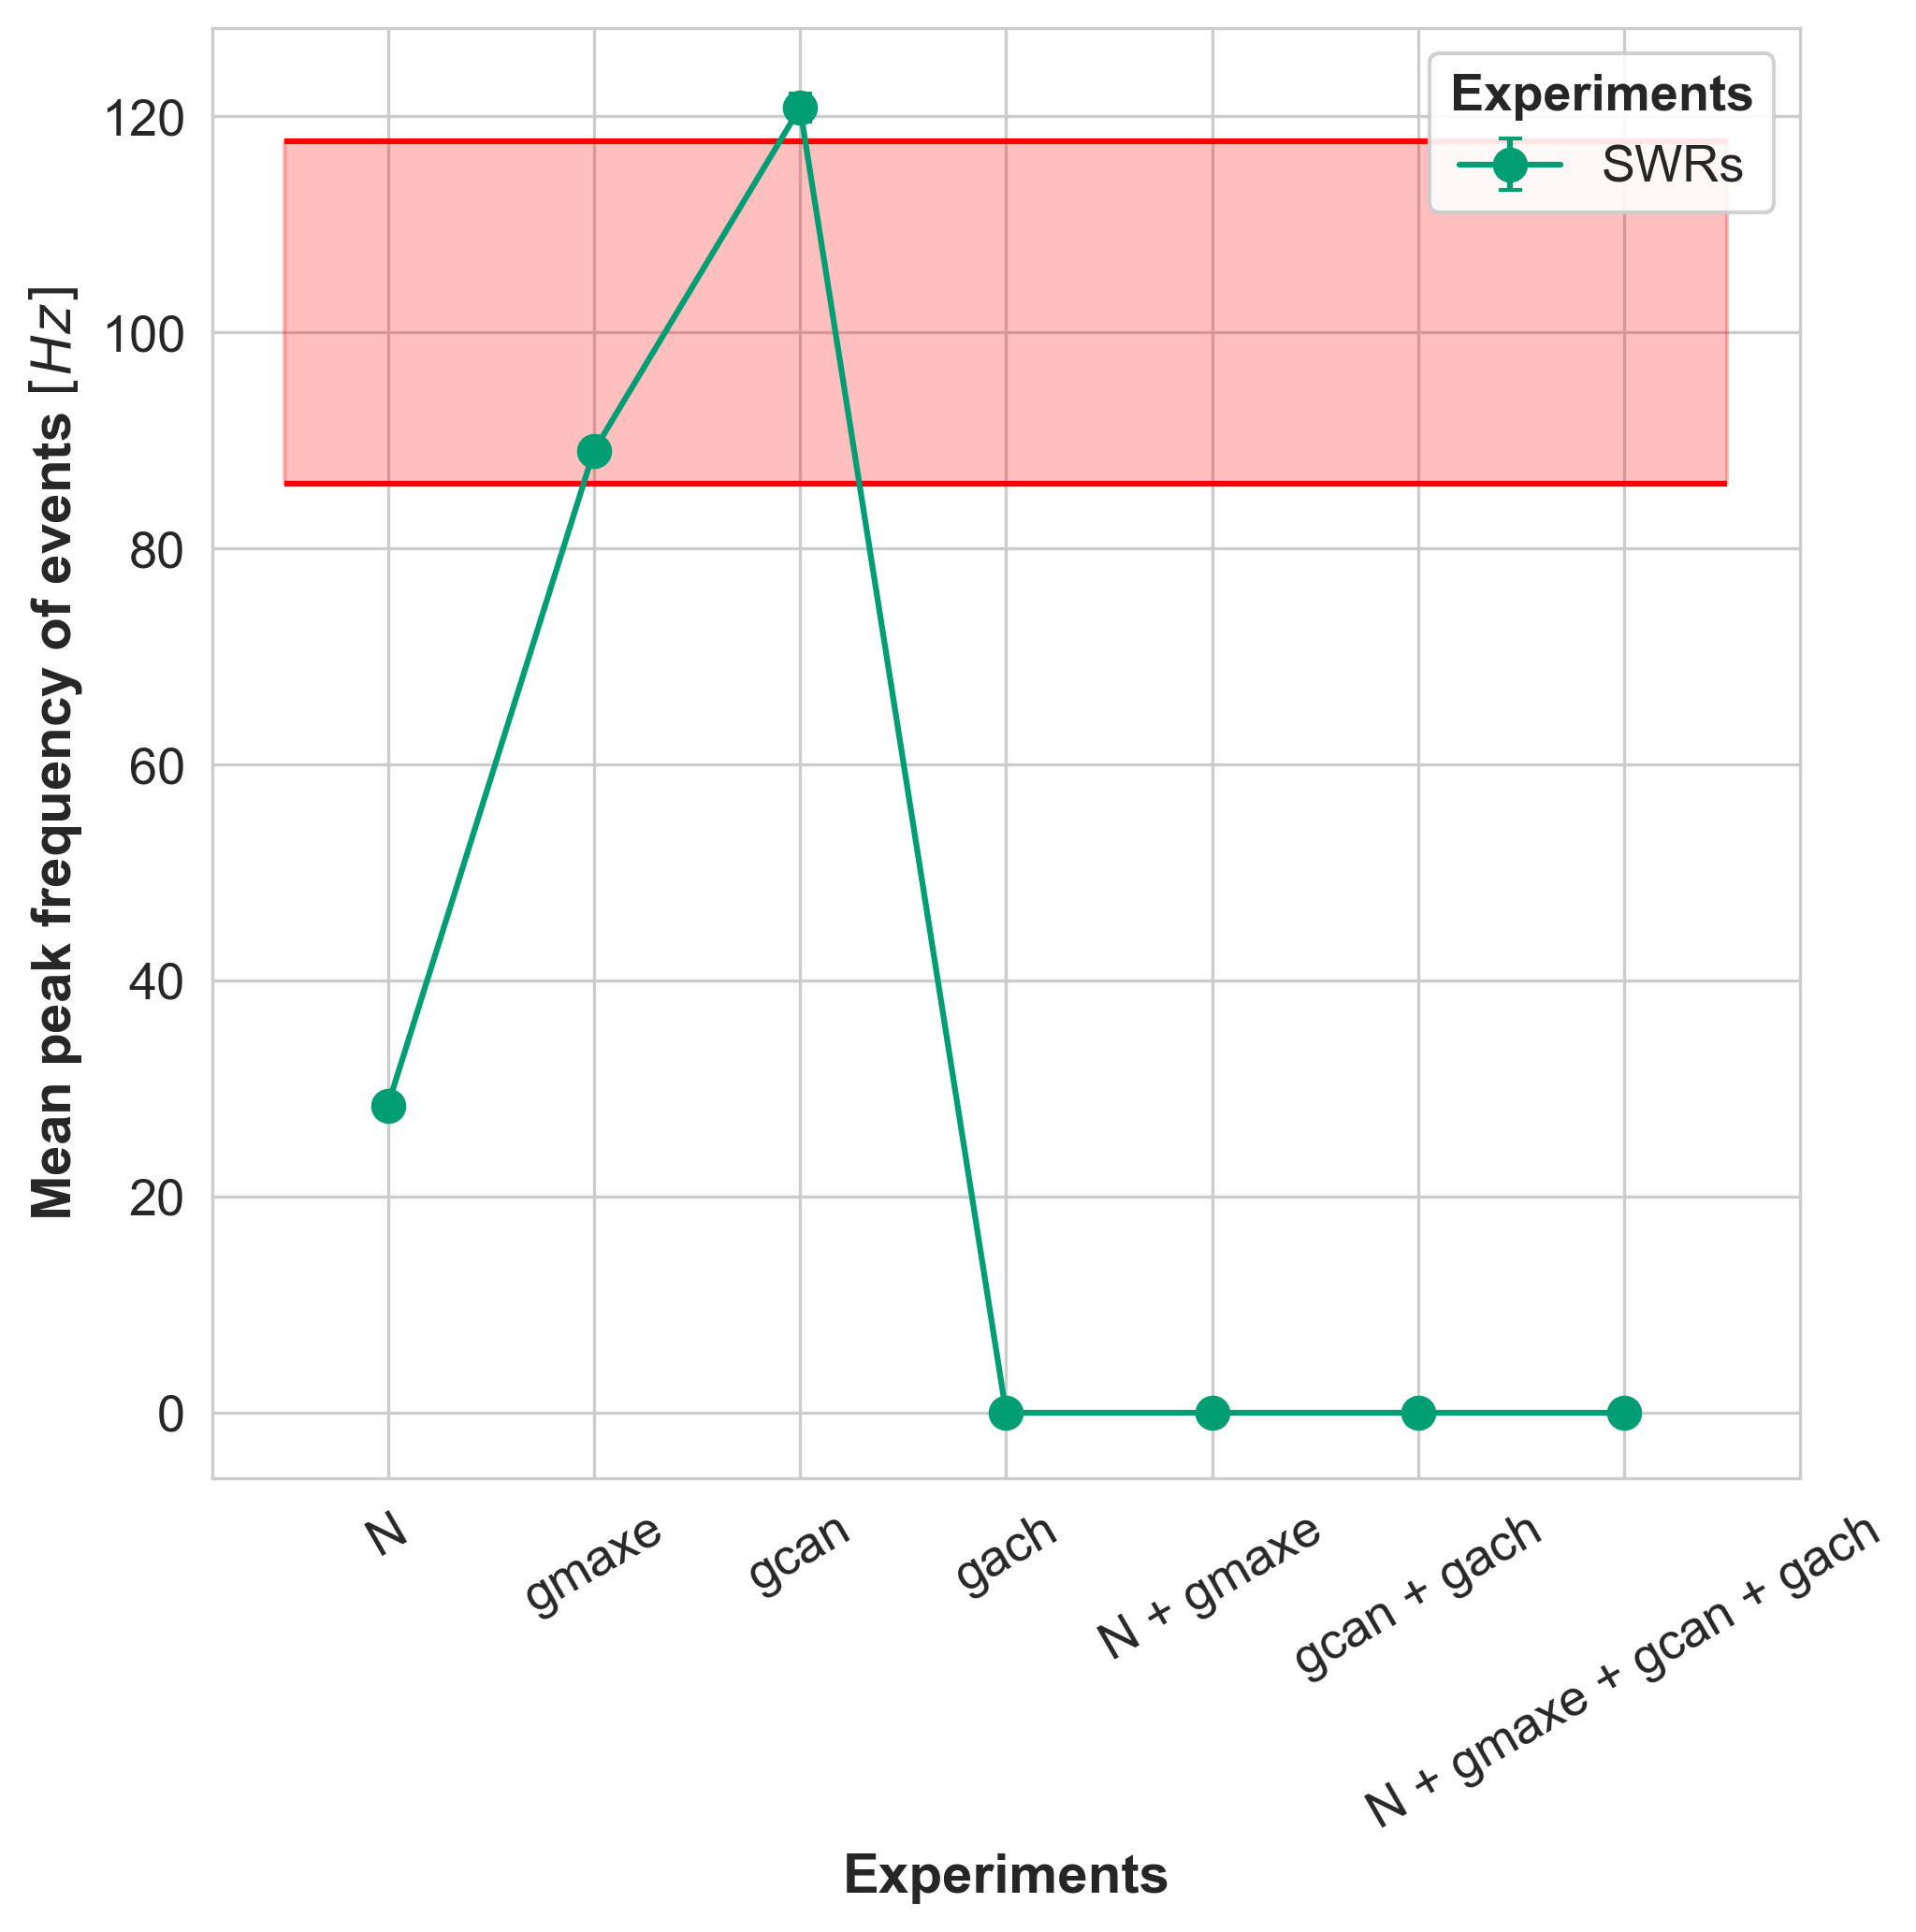 Experiments
SWRs
Mean peak frequency of events [Hz]
120
100
80
60
40
20
0
N
gmaxe
gcan
gach
N + gmaxe
gcan + gach
N + gmaxe + gcan + gach
Experiments